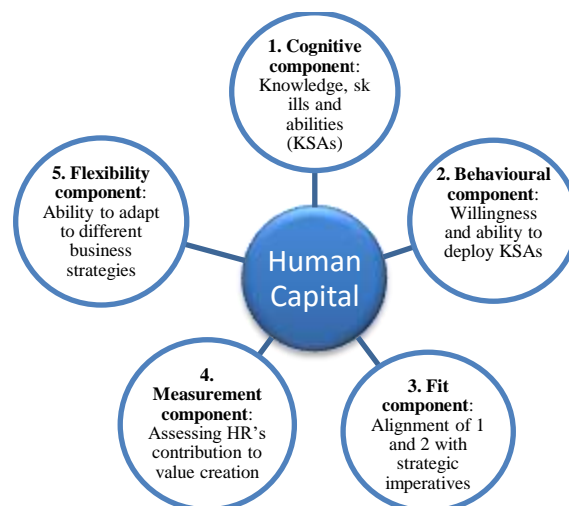 1. Cognitive component:
Knowledge, sk
ills and
abilities
(KSAs)
2. Behavioural
component:
Willingness
and ability to
deploy KSAs
3. Fit
component:
Alignment of 1
and 2 with
strategic
imperatives
4.
Measurement
component:
Assessing HR's
contribution to
value creation
5. Flexibility
component:
Ability to adapt
to different
business
strategies
Human
Capital